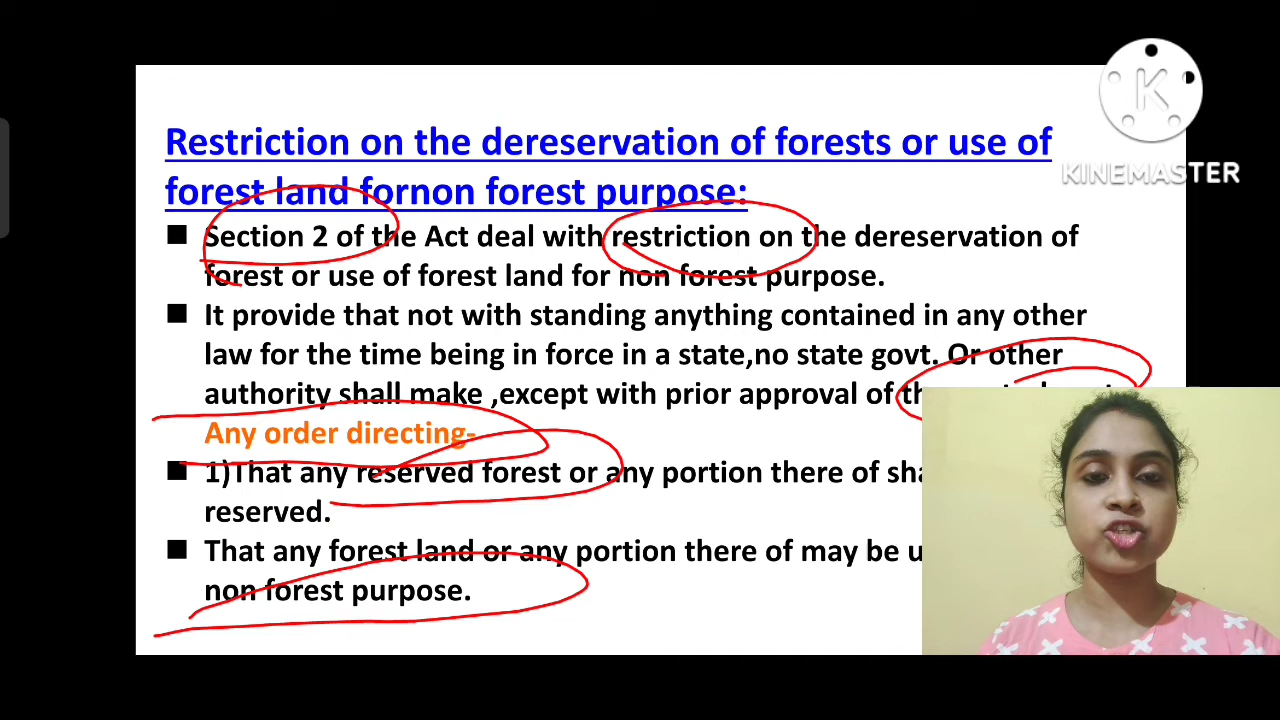 KINEMASTER
Restriction on the dereservation of forests or use of
forest land fornon forest purpose:
Section 2 of the Act deal with restriction on the dereservation of
forest or use of forest land for non forest purpose.
It provide that not with standing anything contained in any other
law for the time being in force in a state,no state govt. Or other
authority shall make ,except with prior approval of
Any order directing-
1)That any reserved forest or any portion there of
reserved.
That any forest land or any portion there of may be
non forest purpose.